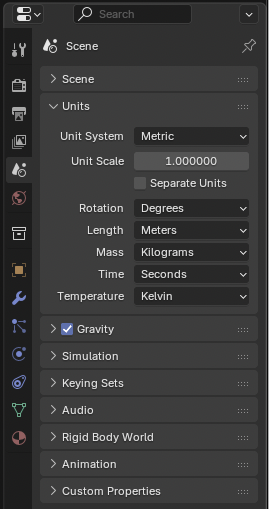 Search
Scene
Scene
Units
Unit System Metric
Unit Scale 1.000000
Separate Units
Rotation Degrees
Length Meters
Mass Kilograms
Time Seconds
Temperature Kelvin
Gravity
Simulation
Keying Sets
Audio
Rigid Body World
Animation
Custom Properties